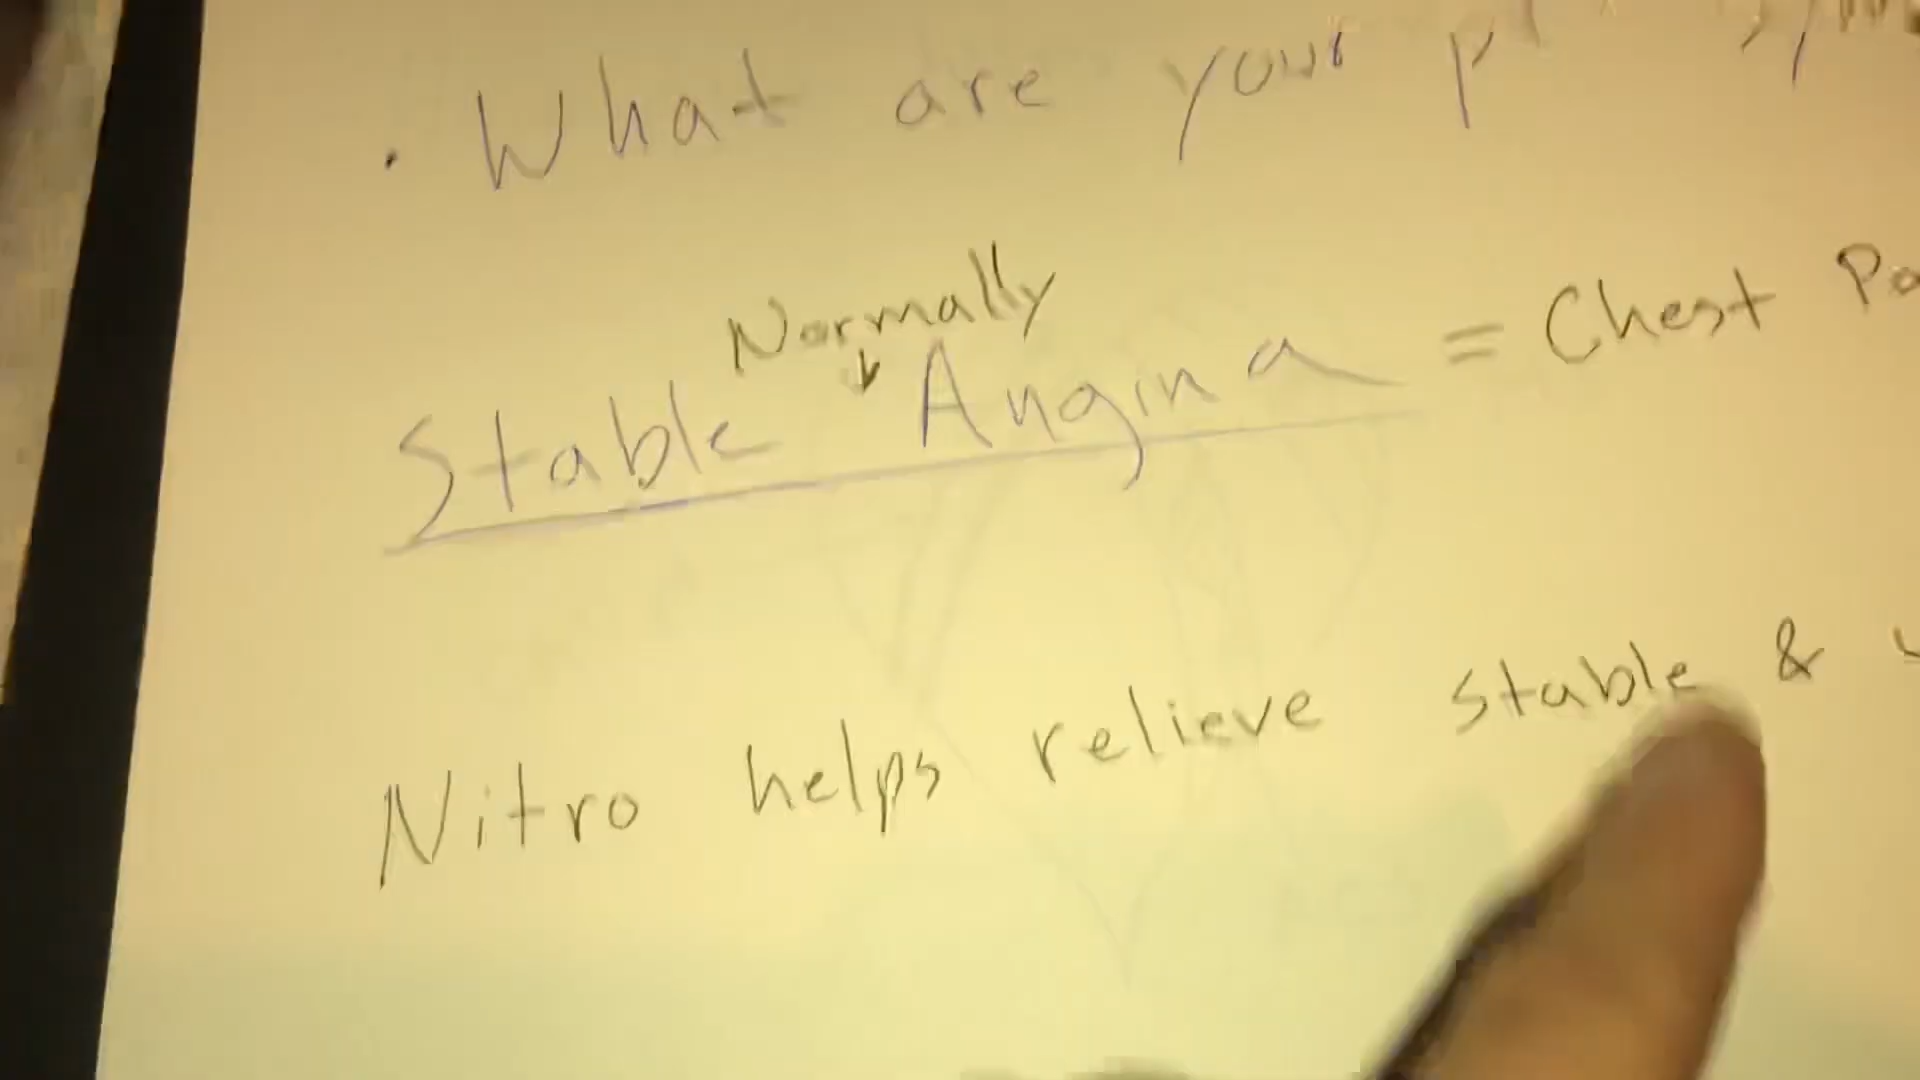 · What are your
Normally
Stable Angina = Chest
Nitro helps relieve stable &